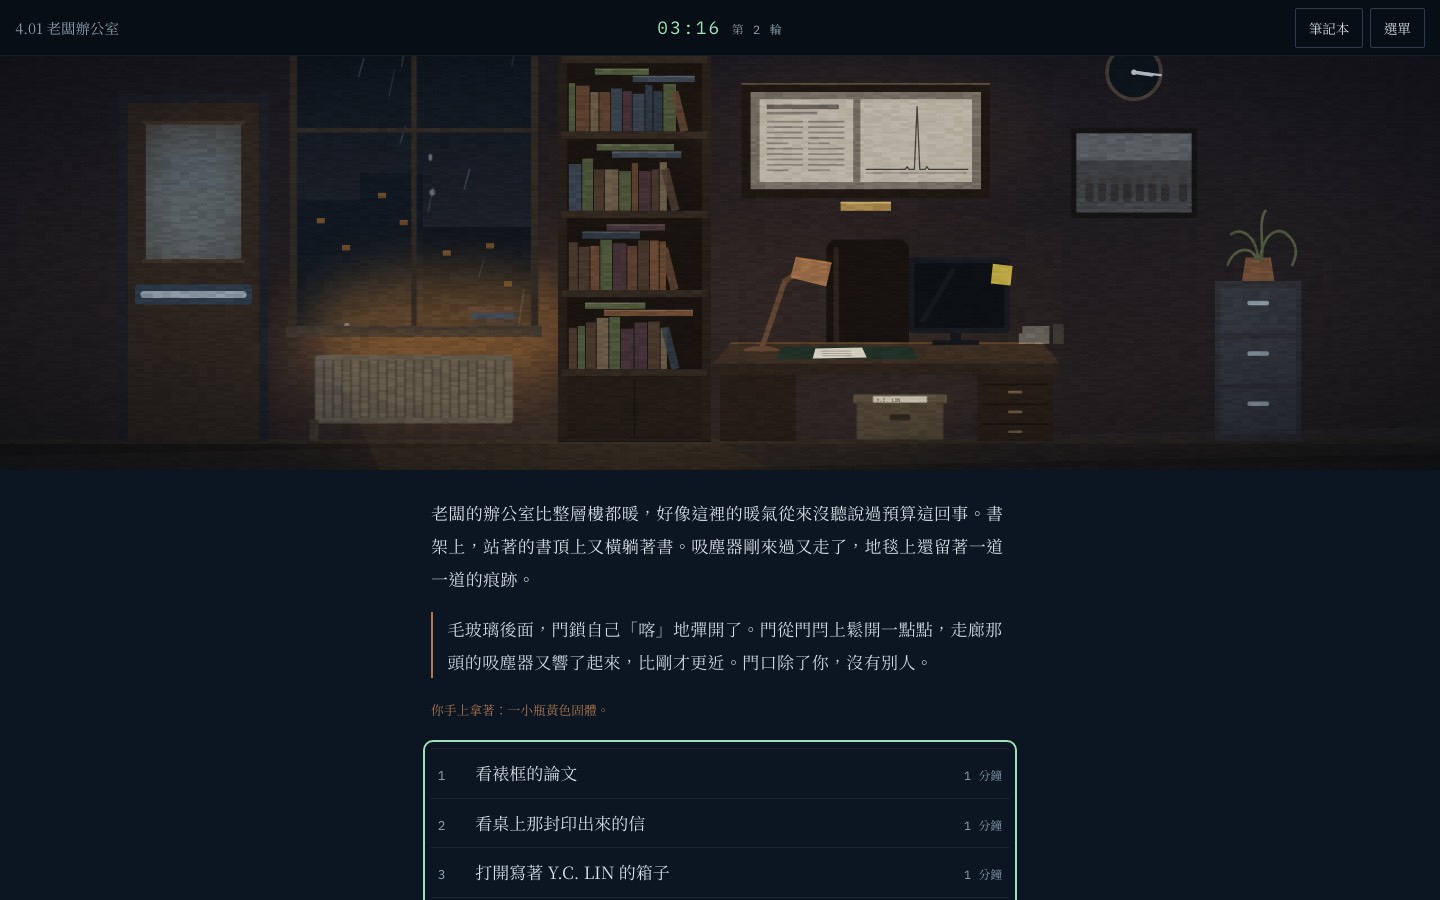 4.01 老闆辦公室
03:16 第 2 輪
筆記本
選單
老闆的辦公室比整層樓都暖，好像這裡的暖氣從來沒聽說過預算這回事。書
架上，站著的書頂上又橫躺著書。吸塵器剛來過又走了，地毯上還留著一道
一道的痕跡。
毛玻璃後面，門鎖自己「喀」地彈開了。門從門閂上鬆開一點點，走廊那
頭的吸塵器又響了起來，比剛才更近。門口除了你，沒有別人。
你手上拿著：一小瓶黃色固體。
1 看裱框的論文 1 分鐘
2 看桌上那封印出來的信 1 分鐘
3 打開寫著 Y.C. LIN 的箱子 1 分鐘